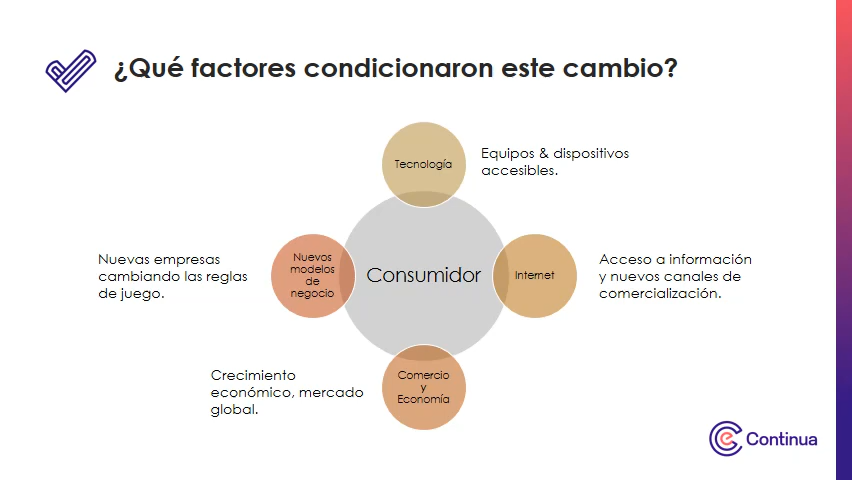 ¿Qué factores condicionaron este cambio?
Tecnología
Equipos & dispositivos
accesibles.
Nuevas empresas
cambiando las reglas
de juego.
Nuevos
modelos
de
negocio
Consumidor
Internet
Acceso a información
y nuevos canales de
comercialización.
Crecimiento
económico, mercado
global.
Comercio
y
Economía
Continua